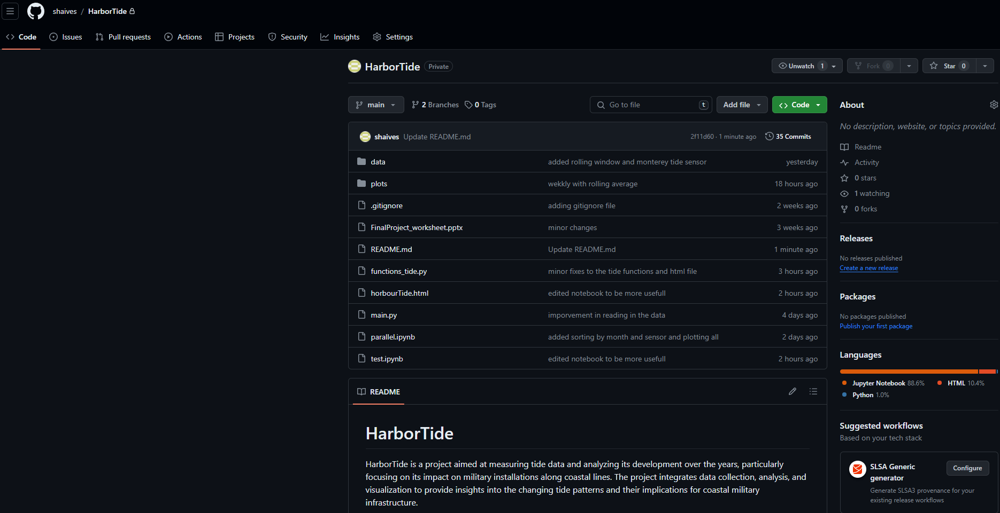 shaives / HarborTide
Code Issues Pull requests Actions Projects Security Insights Settings
HarborTide Private
Unwatch 1 Fork 0 Star 0
main 2 Branches 0 Tags
Go to file t Add file Code
shaives Update README.md 2f11d60 · 1 minute ago 35 Commits
data added rolling window and monterey tide sensor yesterday
plots wekkly with rolling average 18 hours ago
.gitignore adding gitignore file 2 weeks ago
FinalProject_worksheet.pptx minor changes 3 weeks ago
README.md Update README.md 1 minute ago
functions_tide.py minor fixes to the tide functions and html file 3 hours ago
horbourTide.html edited notebook to be more usefull 2 hours ago
main.py imporvement in reading in the data 4 days ago
parallel.ipynb added sorting by month and sensor and plotting all 2 days ago
test.ipynb edited notebook to be more usefull 2 hours ago
README
HarborTide
HarborTide is a project aimed at measuring tide data and analyzing its development over the years, particularly
focusing on its impact on military installations along coastal lines. The project integrates data collection, analysis, and
visualization to provide insights into the changing tide patterns and their implications for coastal military
infrastructure.
About
No description, website, or topics provided.
Readme
Activity
0 stars
1 watching
0 forks
Releases
No releases published
Create a new release
Packages
No packages published
Publish your first package
Languages
Jupyter Notebook 88.6% HTML 10.4%
Python 1.0%
Suggested workflows
Based on your tech stack
SLSA Generic
generator
Configure
Generate SLSA3 provenance for your
existing release workflows